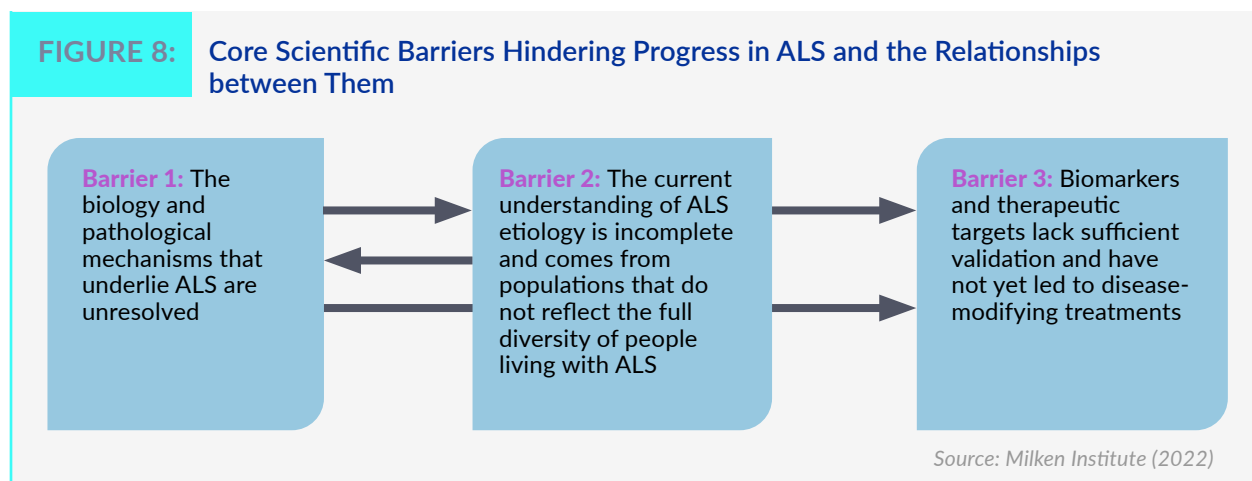 FIGURE 8:
Core Scientific Barriers Hindering Progress in ALS and the Relationships
between Them
Barrier 1: The
biology and
pathological
mechanisms that
underlie ALS are
unresolved
Barrier 2: The current
understanding of ALS
etiology is incomplete
and comes from
populations that do
not reflect the full
diversity of people
living with ALS
Barrier 3: Biomarkers
and therapeutic
targets lack sufficient
validation and have
not yet led to disease-
modifying treatments
Source: Milken Institute (2022)